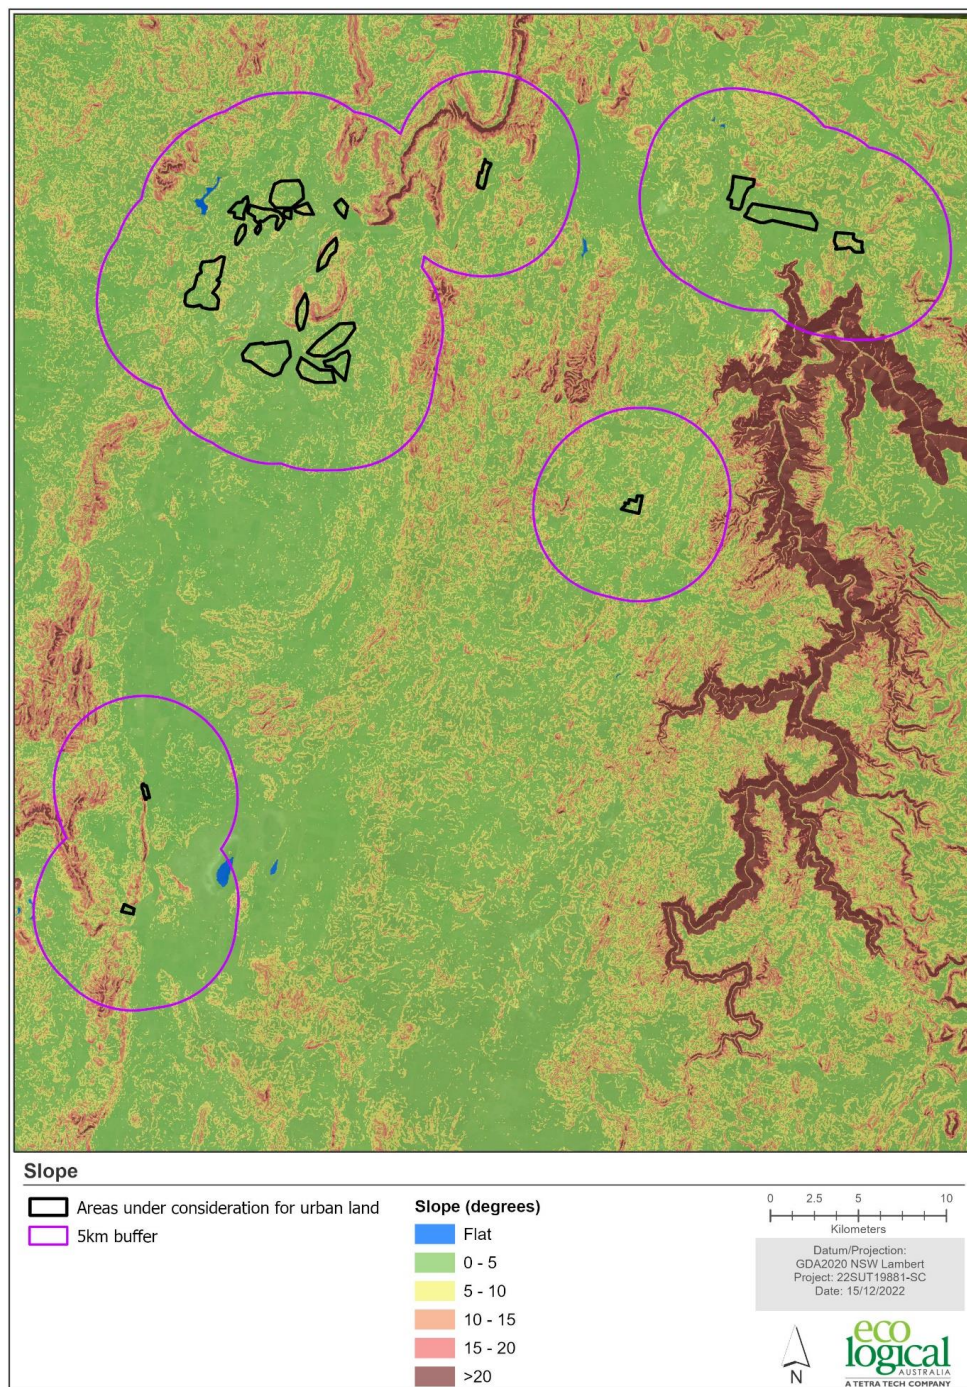 Slope
Areas under consideration for urban land
5km buffer
Slope (degrees)
Flat
0 - 5
5 - 10
10 - 15
15 - 20
>20
0 2.5 5 10
Kilometers
Datum/Projection:
GDA2020 NSW Lambert
Project: 22SUT19881-SC
Date: 15/12/2022
N
eco
logical
AUSTRALIA
A TETRA TECH COMPANY